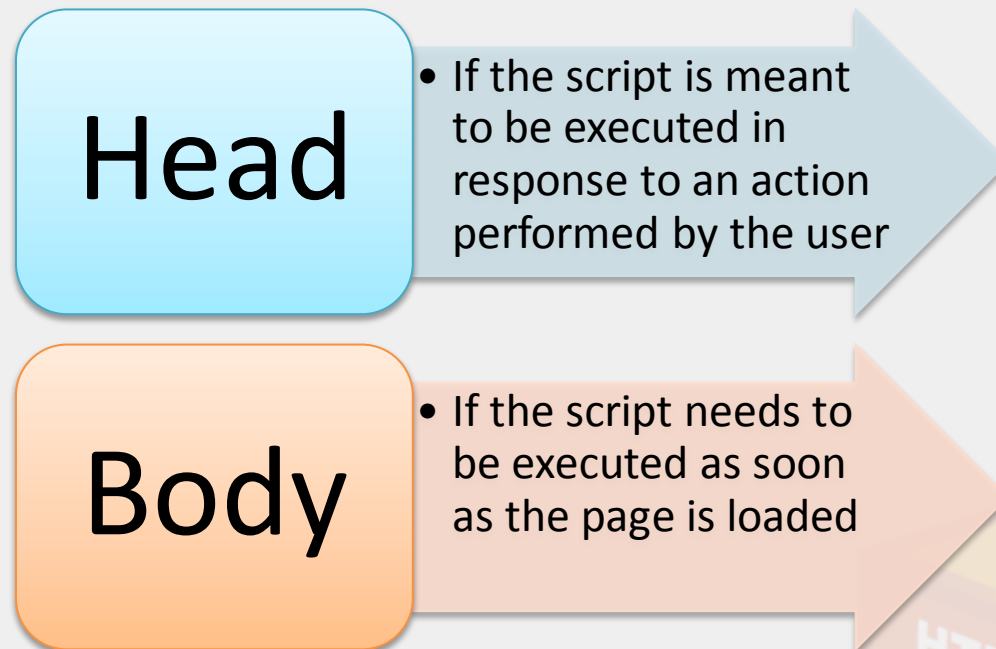 Head
• If the script is meant
to be executed in
response to an action
performed by the user
Body
• If the script needs to
be executed as soon
as the page is loaded